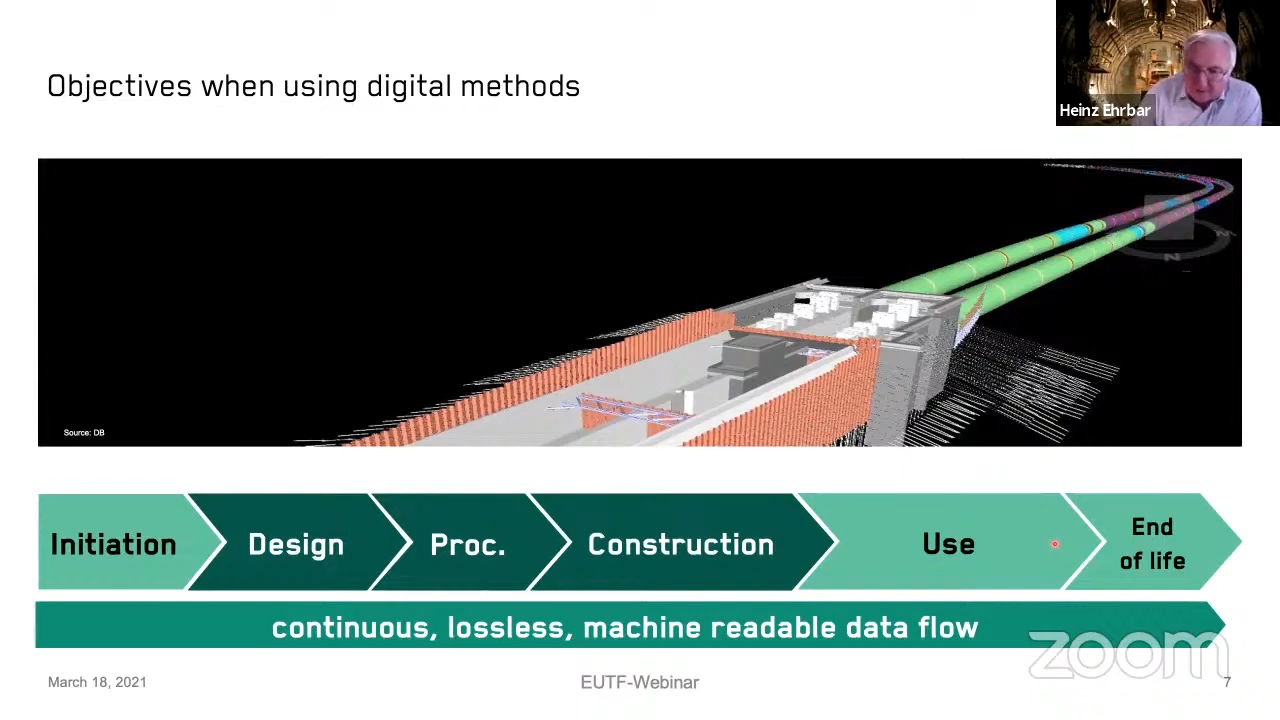 Objectives when using digital methods
Heinz Ehrbar
N
N
Source: DB
Initiation
Design
Proc.
Construction
Use
End
of life
continuous, lossless, machine readable data flow
zoom
March 18, 2021
EUTF-Webinar
7